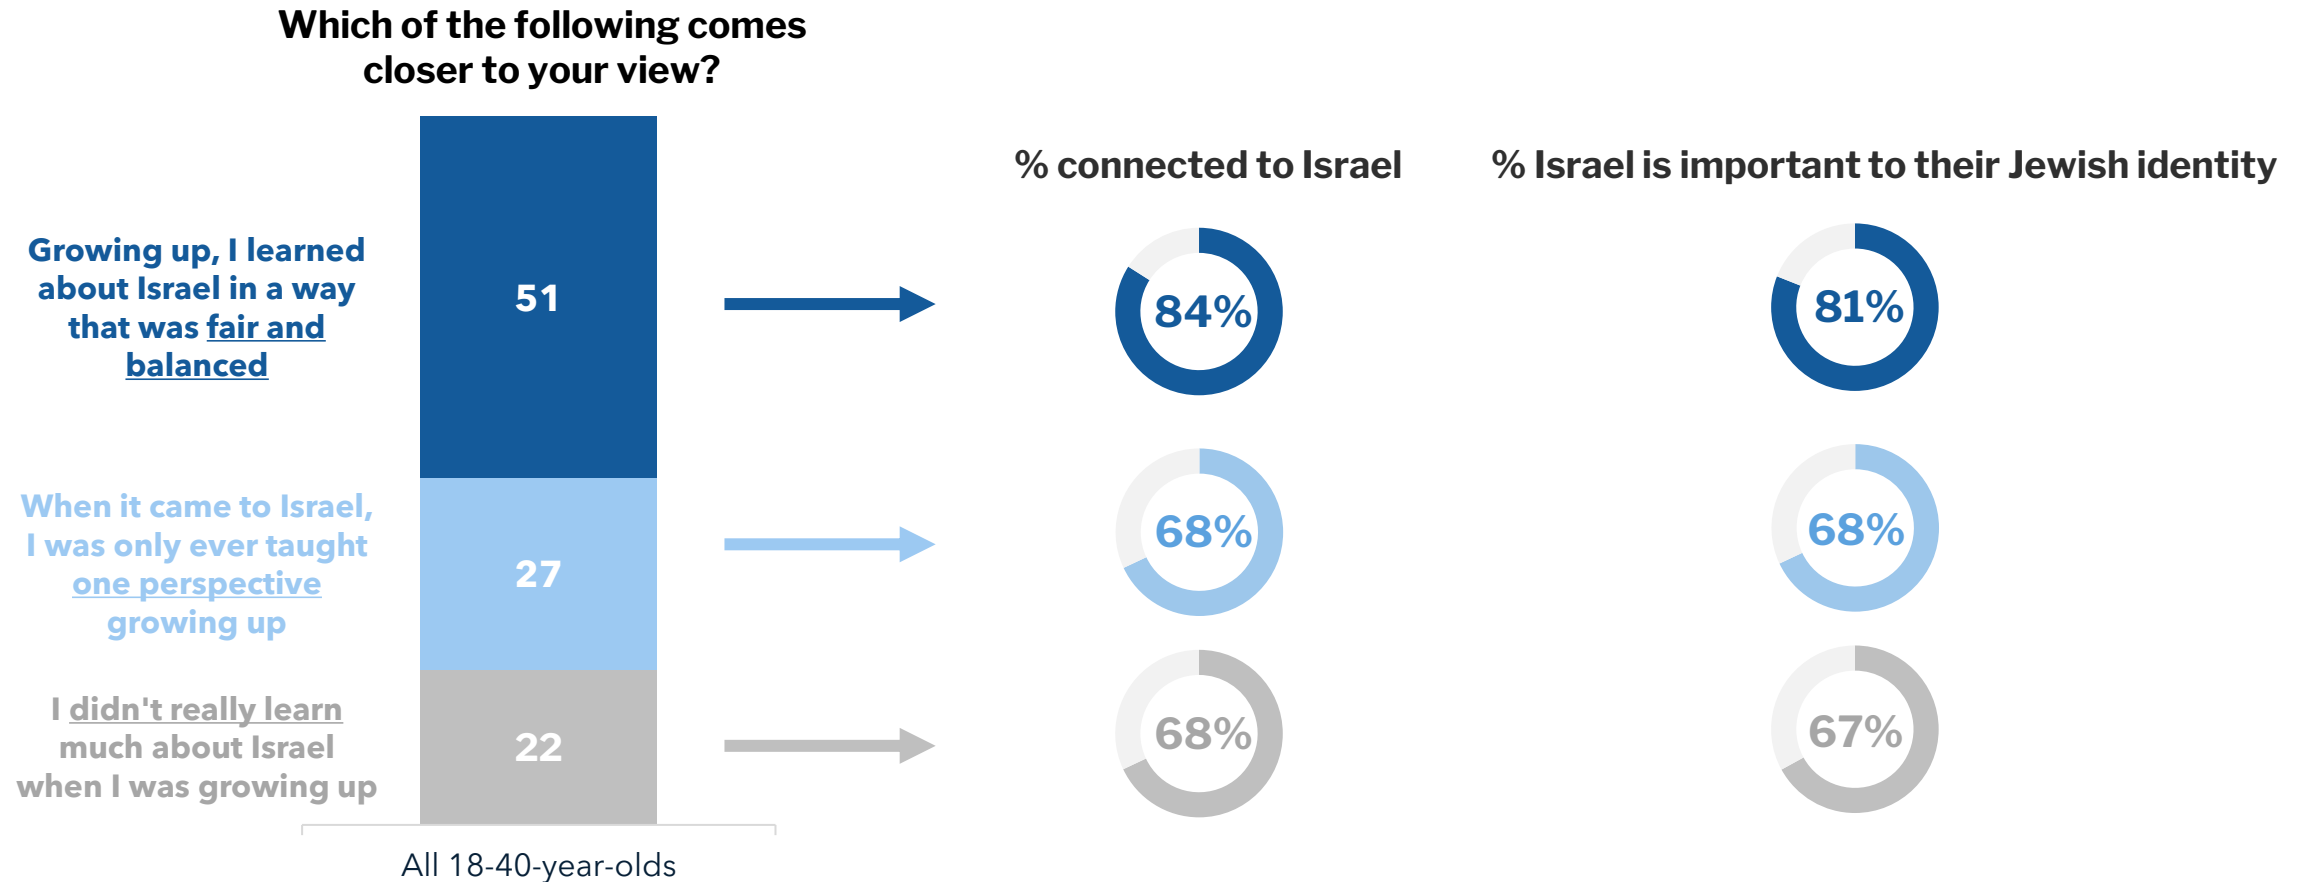 Which of the following comes
closer to your view?
% connected to Israel
% Israel is important to their Jewish identity
Growing up, I learned
about Israel in a way
that was fair and
balanced
51
84%
81%
When it came to Israel,
I was only ever taught
one perspective
growing up
27
68%
68%
I didn't really learn
much about Israel
when I was growing up
22
68%
67%
All 18-40-year-olds